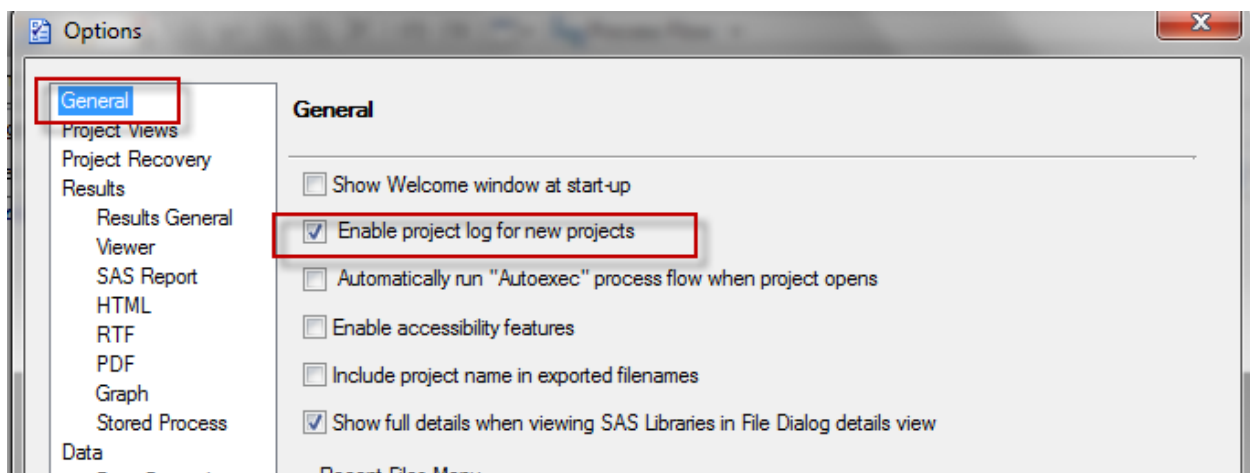 Options
General
Project Views
Project Recovery
Results
Results General
Viewer
SAS Report
HTML
RTF
PDF
Graph
Stored Process
Data
General
Show Welcome window at start-up
Enable project log for new projects
Automatically run "Autoexec" process flow when project opens
Enable accessibility features
Include project name in exported filenames
Show full details when viewing SAS Libraries in File Dialog details view
Recent Files Menu